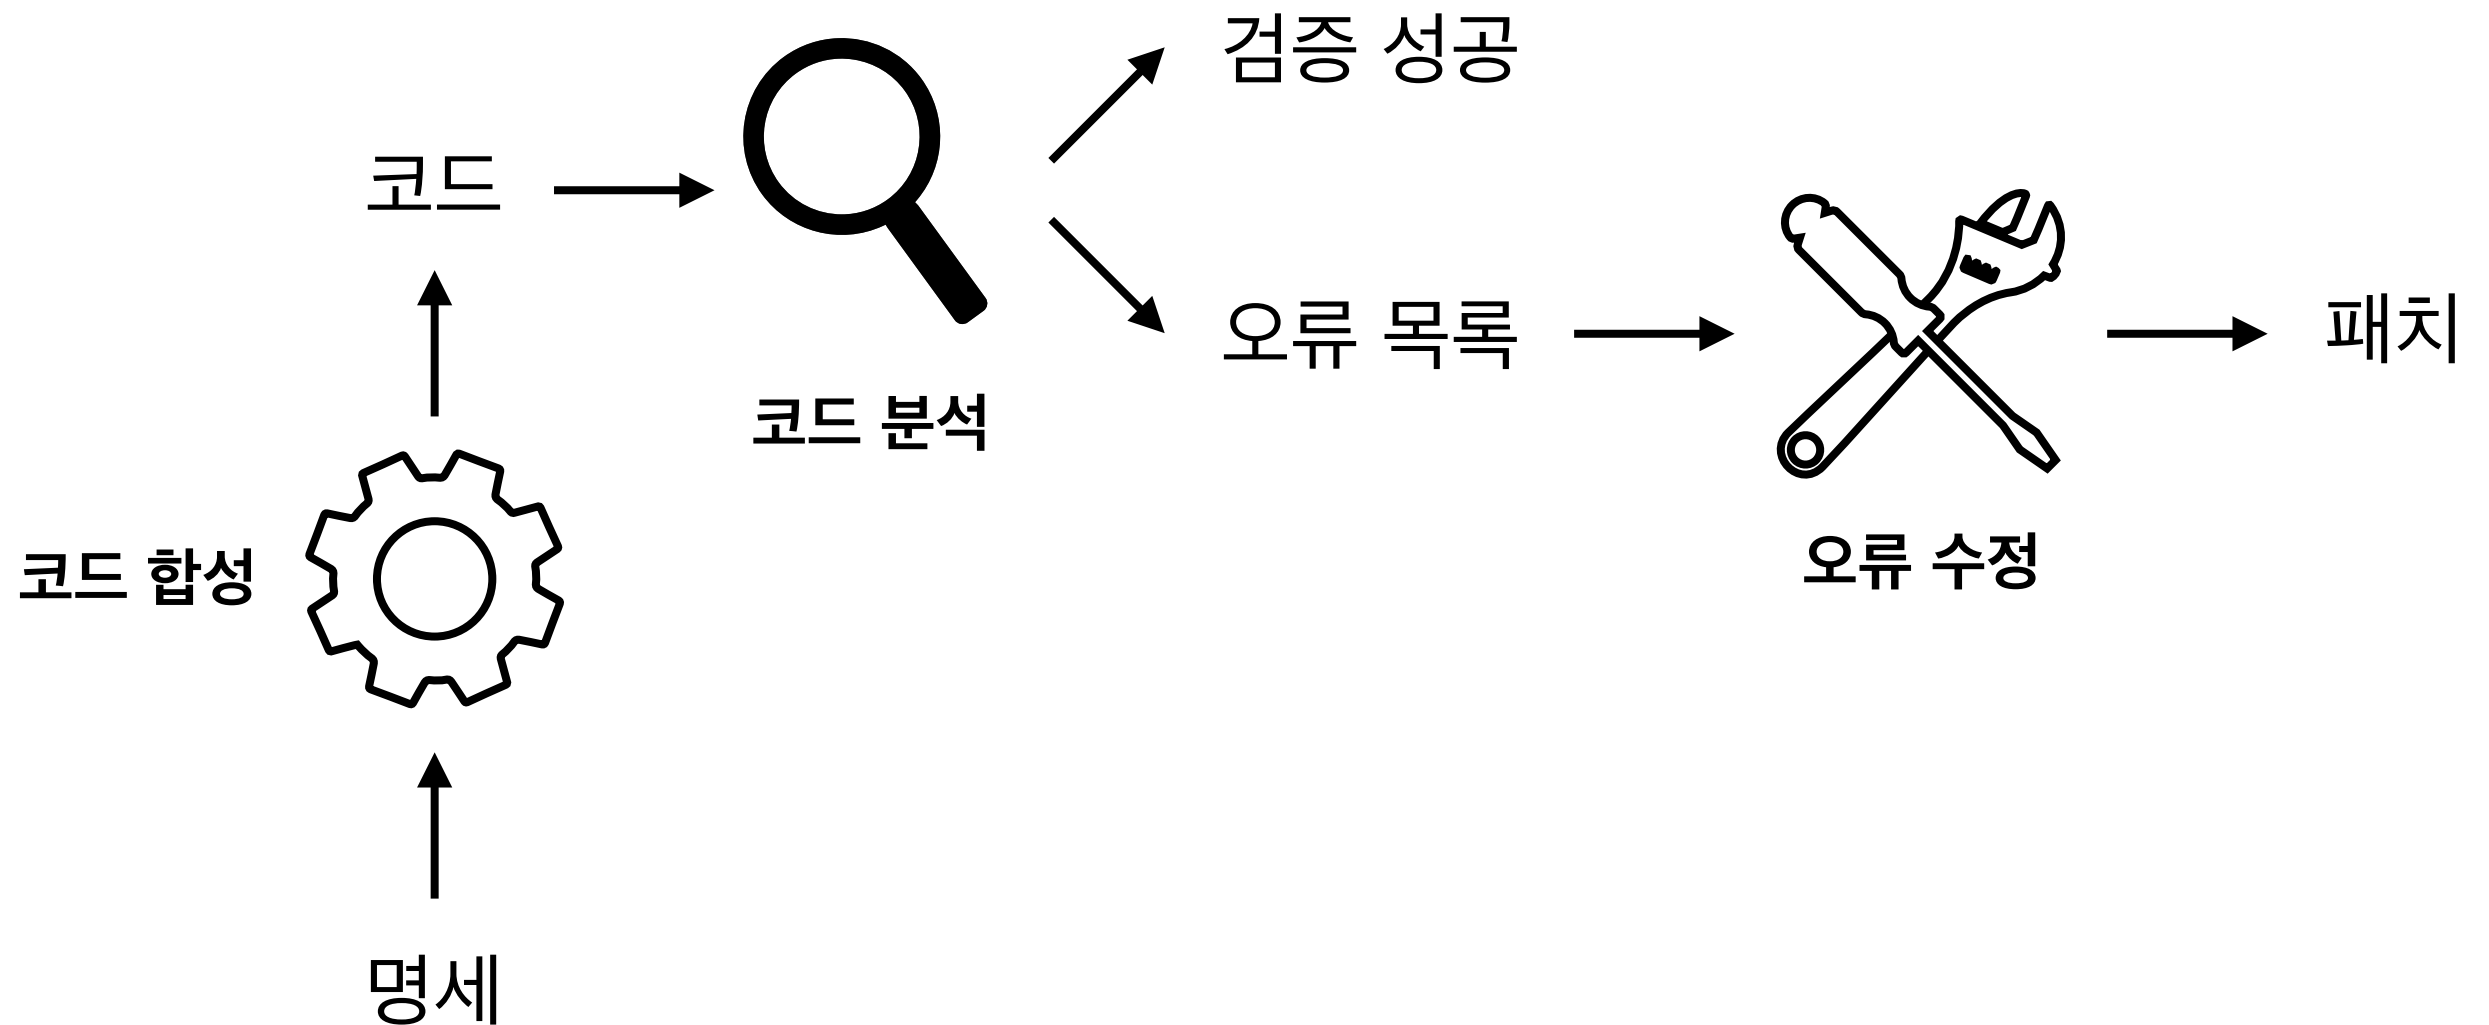 검증 성공
코드
오류 목록
패치
코드 분석
오류 수정
코드 합성
명세